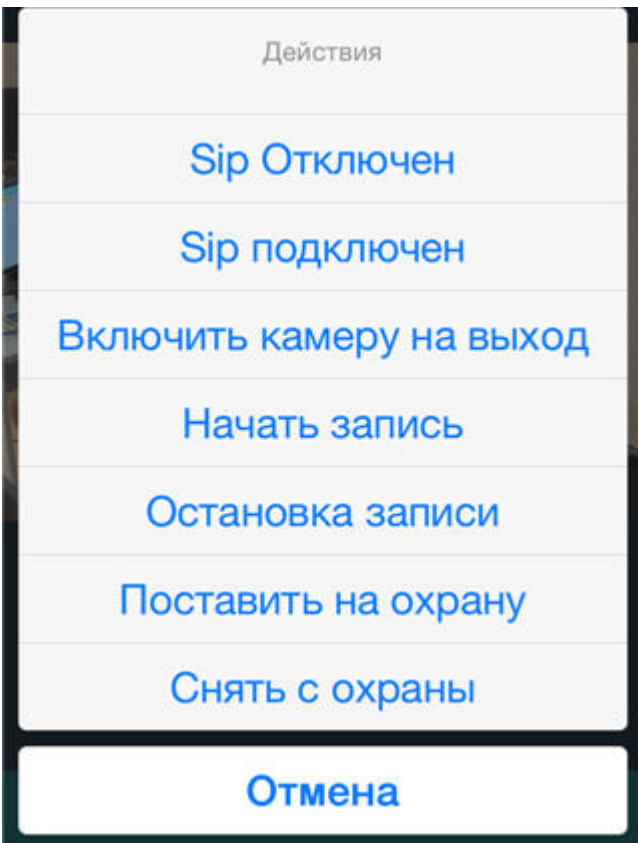 Действия
Sip Отключен
Sip подключен
Включить камеру на выход
Начать запись
Остановка записи
Поставить на охрану
Снять с охраны
Отмена